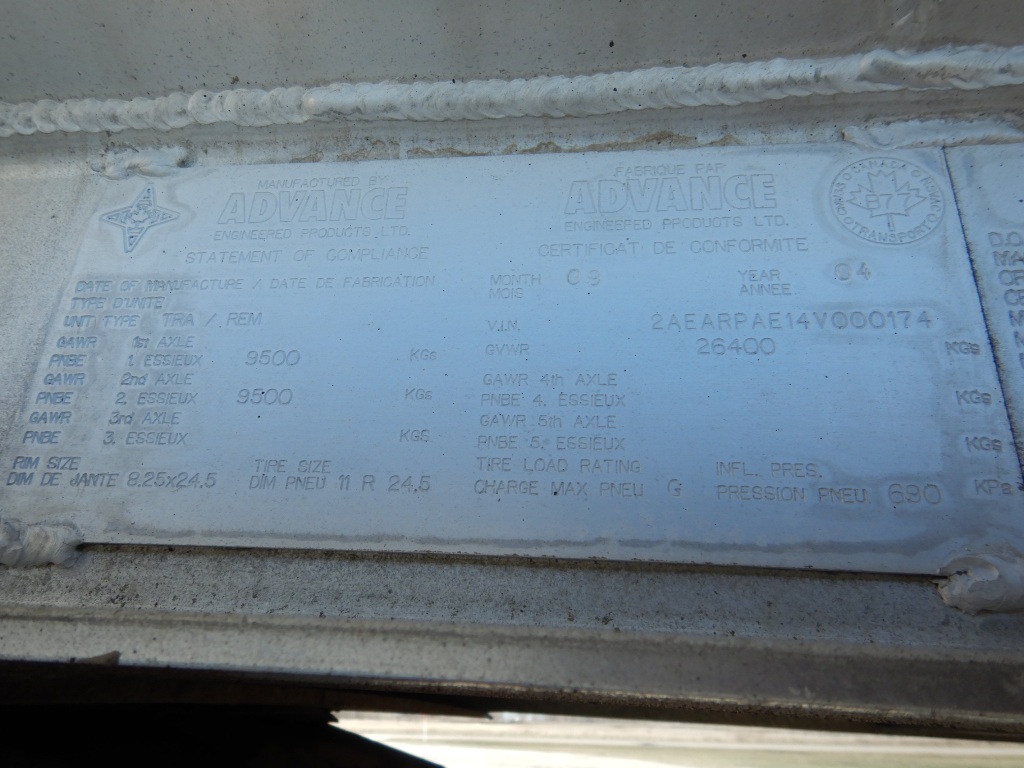 MANUFACTURED BY
ADVANCE
ENGINEERED PRODUCTS LTD.
STATEMENT OF COMPLIANCE
FABRIQUE PAR
ADVANCE
ENGINEERED PRODUCTS LTD.
CERTIFICAT DE CONFORMITE
CANADA
TRANSPORT
DATE OF MANUFACTURE / DATE DE FABRICATION
MONTH 09 YEAR 04
MOIS ANNEE
TYPE D'UNITE
UNIT TYPE TRA / REM V.I.N. 2AEARPAE14V000174
GAWR 1st AXLE GVWR 26400 KGs
PNBE 1. ESSIEUX 9500 KGs
GAWR 2nd AXLE GAWR 4th AXLE
PNBE 2. ESSIEUX 9500 KGs PNBE 4. ESSIEUX KGs
GAWR 3rd AXLE GAWR 5th AXLE
PNBE 3. ESSIEUX KGS PNBE 5. ESSIEUX KGs
RIM SIZE TIRE SIZE TIRE LOAD RATING INFL. PRES.
DIM DE JANTE 8.25x24.5 DIM PNEU 11 R 24.5 CHARGE MAX PNEU G PRESSION PNEU 690 KPa